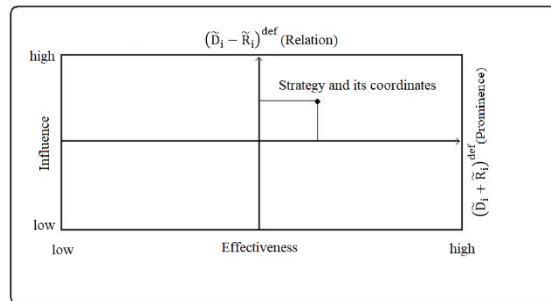 (D̃ᵢ − R̃ᵢ)ᵈᵉᶠ (Relation)
high
Strategy and its coordinates
Influence
(D̃ᵢ + R̃ᵢ)ᵈᵉᶠ (Prominence)
low
low
Effectiveness
high